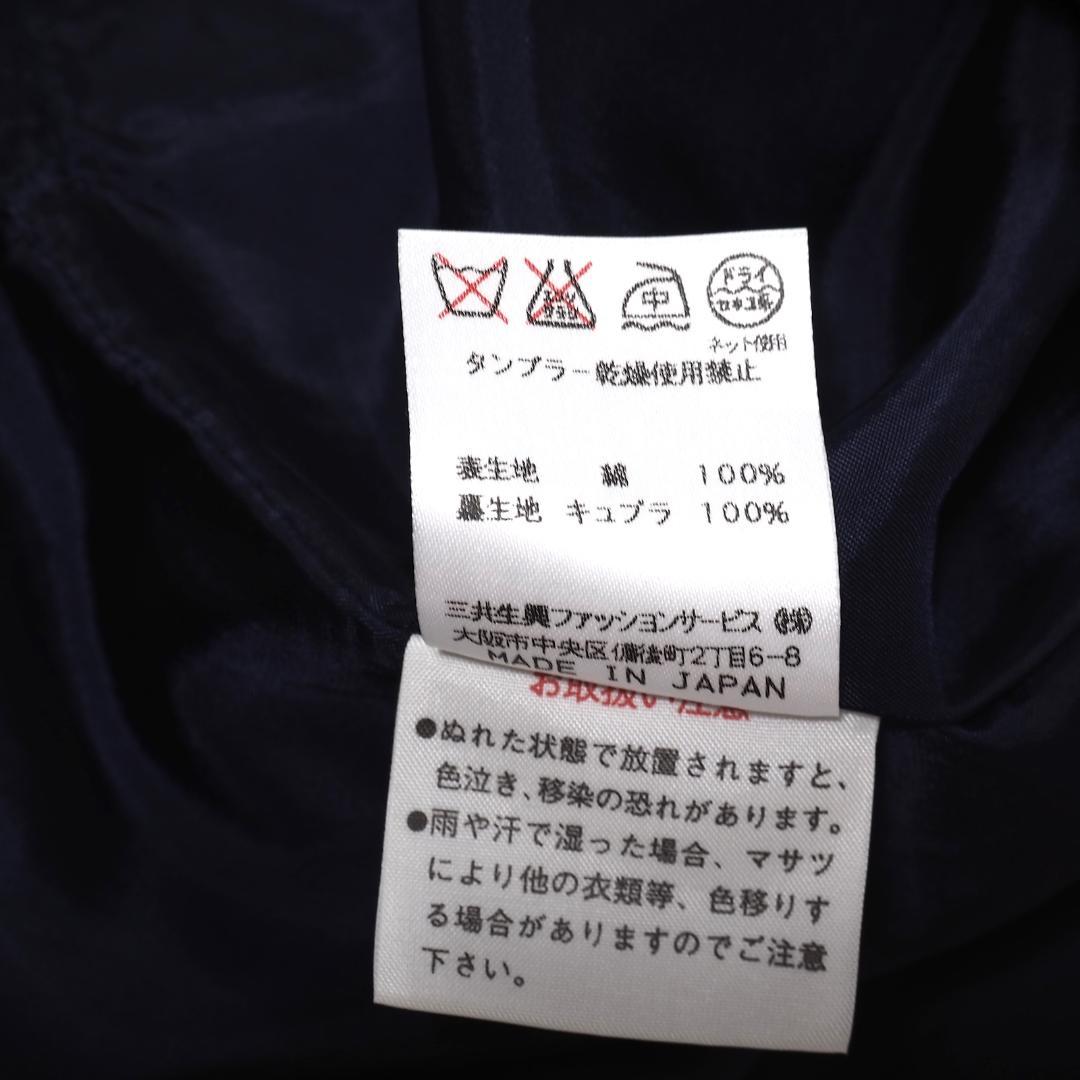 中
ドライ
セキユ系
ネット使用
タンブラー乾燥使用禁止
表生地 綿 100%
裏生地 キュプラ 100%
三共生興ファッションサービス(株)
大阪市中央区備後町2丁目6-8
MADE IN JAPAN
お取扱い注意
●ぬれた状態で放置されますと、
色泣き、移染の恐れがあります。
●雨や汗で湿った場合、マサツ
により他の衣類等、色移りす
る場合がありますのでご注意
下さい。